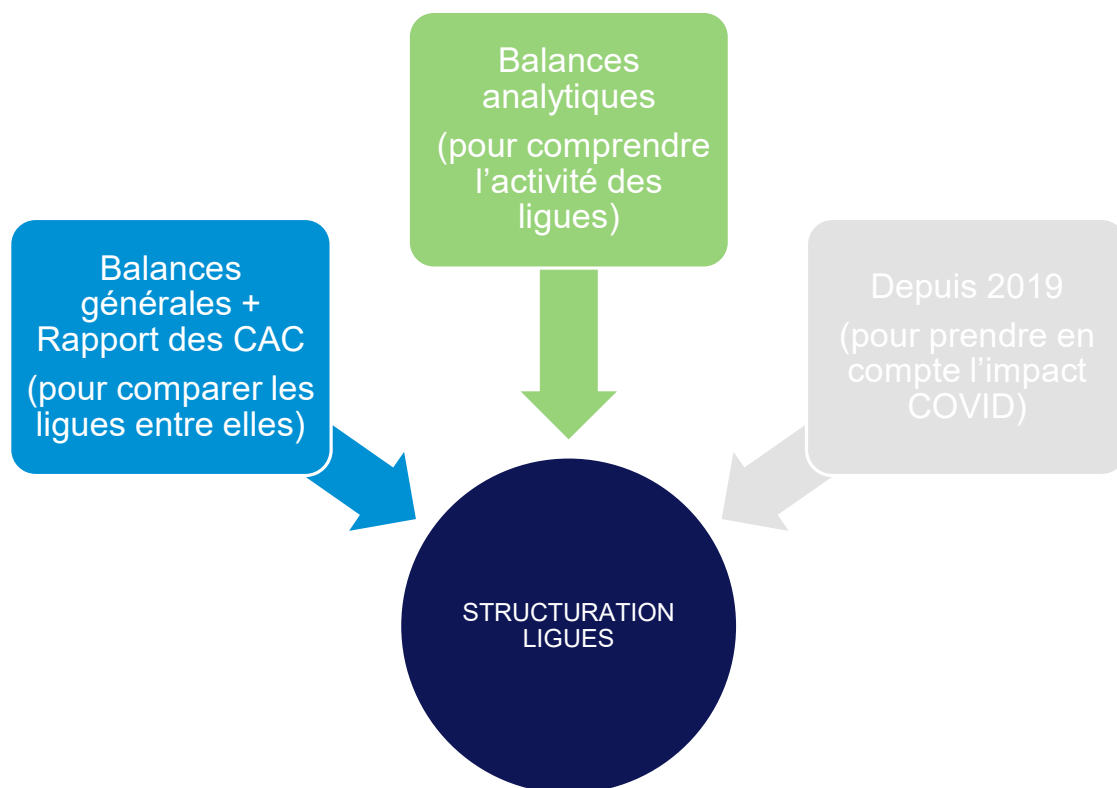 Balances
analytiques
(pour comprendre
l’activité des
ligues)
Balances
générales +
Rapport des CAC
(pour comparer les
ligues entre elles)
Depuis 2019
(pour prendre en
compte l’impact
COVID)
STRUCTURATION
LIGUES